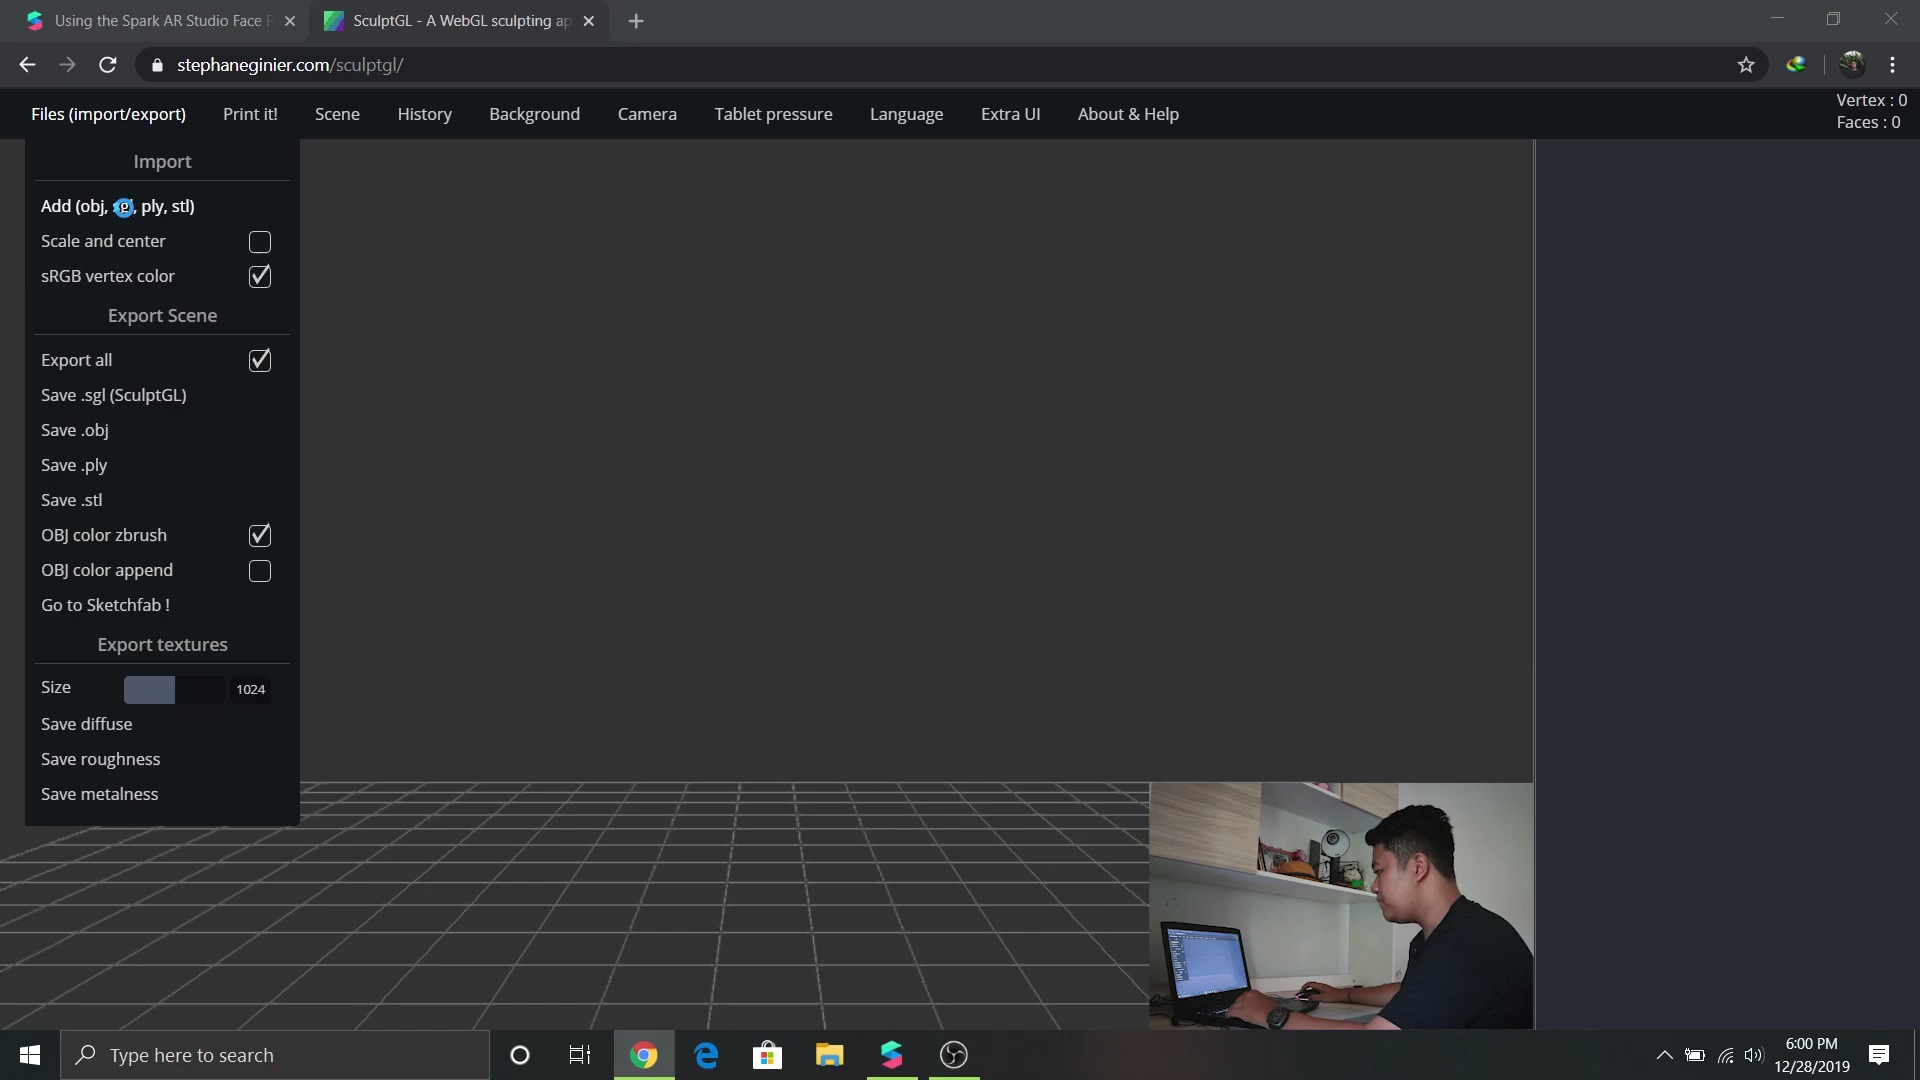 Using the Spark AR Studio Face R
SculptGL - A WebGL sculpting ap
stephaneginier.com/sculptgl/
Files (import/export) Print it! Scene History Background Camera Tablet pressure Language Extra UI About & Help
Vertex : 0
Faces : 0
Import
Add (obj, sgl, ply, stl)
Scale and center
sRGB vertex color
Export Scene
Export all
Save .sgl (SculptGL)
Save .obj
Save .ply
Save .stl
OBJ color zbrush
OBJ color append
Go to Sketchfab !
Export textures
Size 1024
Save diffuse
Save roughness
Save metalness
Type here to search
6:00 PM
12/28/2019